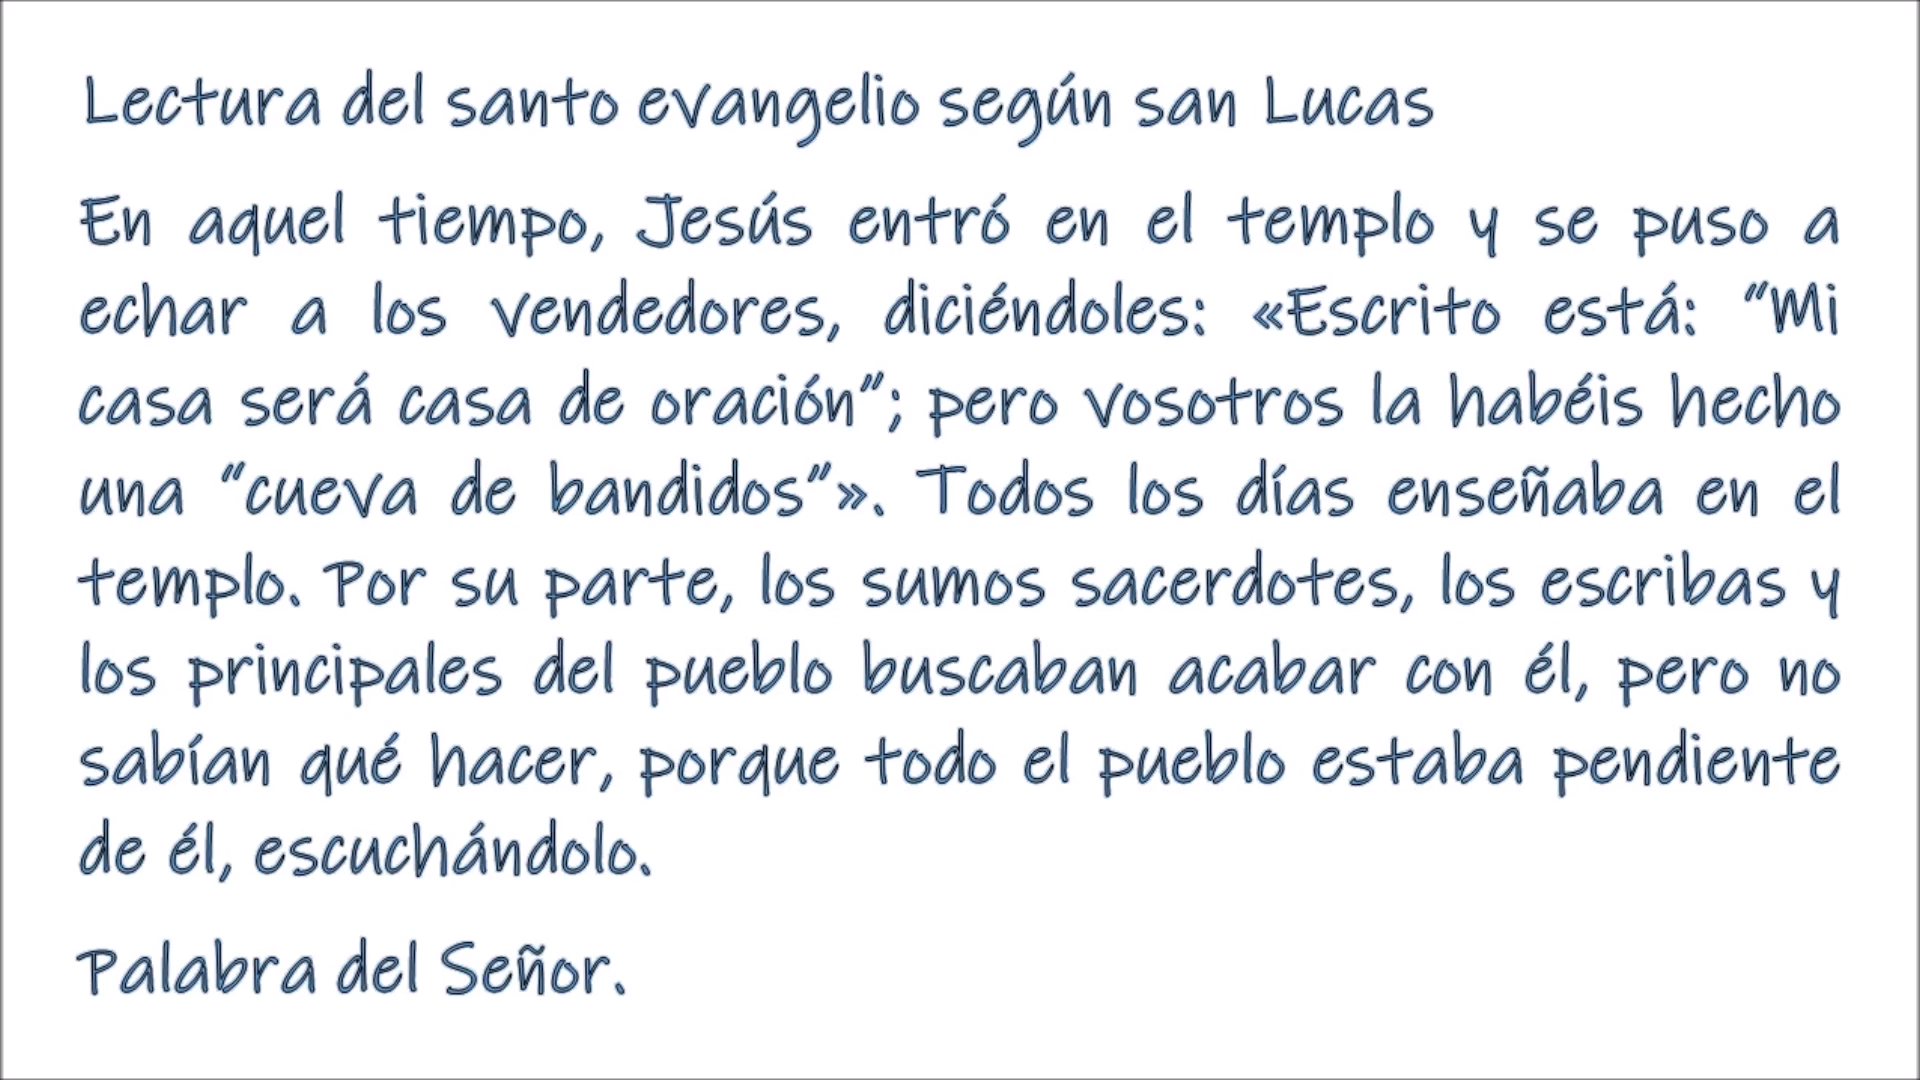 Lectura del santo evangelio según san Lucas
En aquel tiempo, Jesús entró en el templo y se puso a
echar a los vendedores, diciéndoles: «Escrito está: “Mi
casa será casa de oración”; pero vosotros la habéis hecho
una “cueva de bandidos”». Todos los días enseñaba en el
templo. Por su parte, los sumos sacerdotes, los escribas y
los principales del pueblo buscaban acabar con él, pero no
sabían qué hacer, porque todo el pueblo estaba pendiente
de él, escuchándolo.
Palabra del Señor.